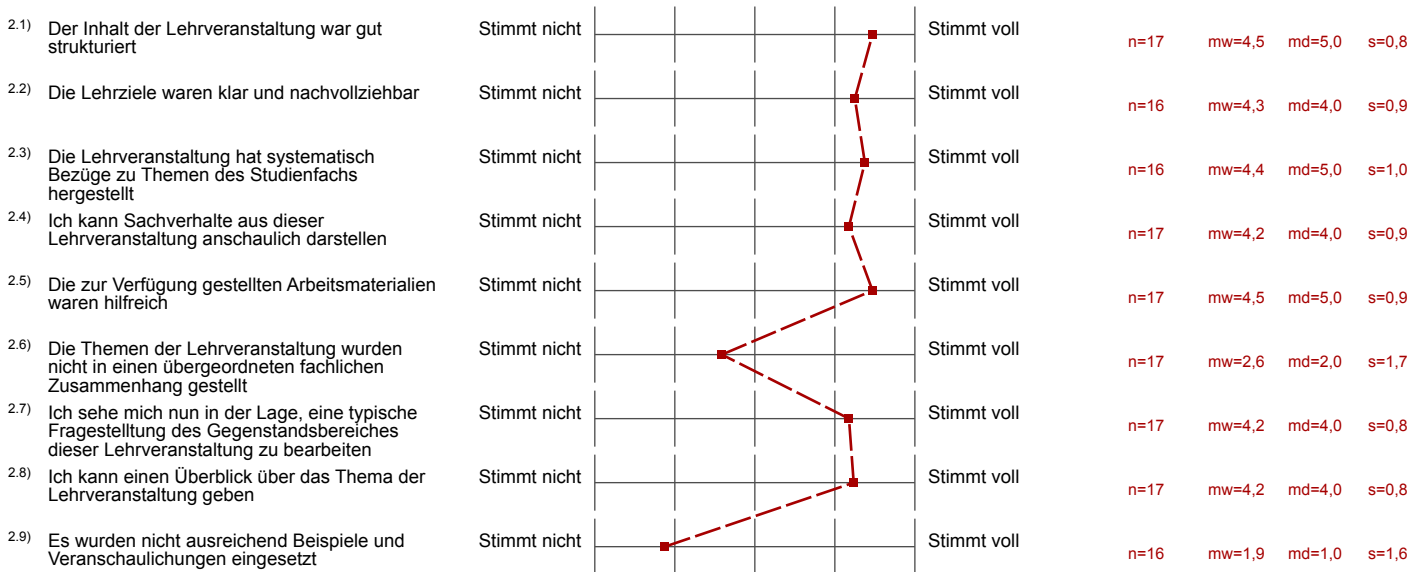 2.1) Der Inhalt der Lehrveranstaltung war gut strukturiert Stimmt nicht Stimmt voll n=17 mw=4,5 md=5,0 s=0,8
2.2) Die Lehrziele waren klar und nachvollziehbar Stimmt nicht Stimmt voll n=16 mw=4,3 md=4,0 s=0,9
2.3) Die Lehrveranstaltung hat systematisch
Bezüge zu Themen des Studienfachs
hergestellt Stimmt nicht Stimmt voll n=16 mw=4,4 md=5,0 s=1,0
2.4) Ich kann Sachverhalte aus dieser
Lehrveranstaltung anschaulich darstellen Stimmt nicht Stimmt voll n=17 mw=4,2 md=4,0 s=0,9
2.5) Die zur Verfügung gestellten Arbeitsmaterialien
waren hilfreich Stimmt nicht Stimmt voll n=17 mw=4,5 md=5,0 s=0,9
2.6) Die Themen der Lehrveranstaltung wurden
nicht in einen übergeordneten fachlichen
Zusammenhang gestellt Stimmt nicht Stimmt voll n=17 mw=2,6 md=2,0 s=1,7
2.7) Ich sehe mich nun in der Lage, eine typische
Fragestelltung des Gegenstandsbereiches
dieser Lehrveranstaltung zu bearbeiten Stimmt nicht Stimmt voll n=17 mw=4,2 md=4,0 s=0,8
2.8) Ich kann einen Überblick über das Thema der
Lehrveranstaltung geben Stimmt nicht Stimmt voll n=17 mw=4,2 md=4,0 s=0,8
2.9) Es wurden nicht ausreichend Beispiele und
Veranschaulichungen eingesetzt Stimmt nicht Stimmt voll n=16 mw=1,9 md=1,0 s=1,6